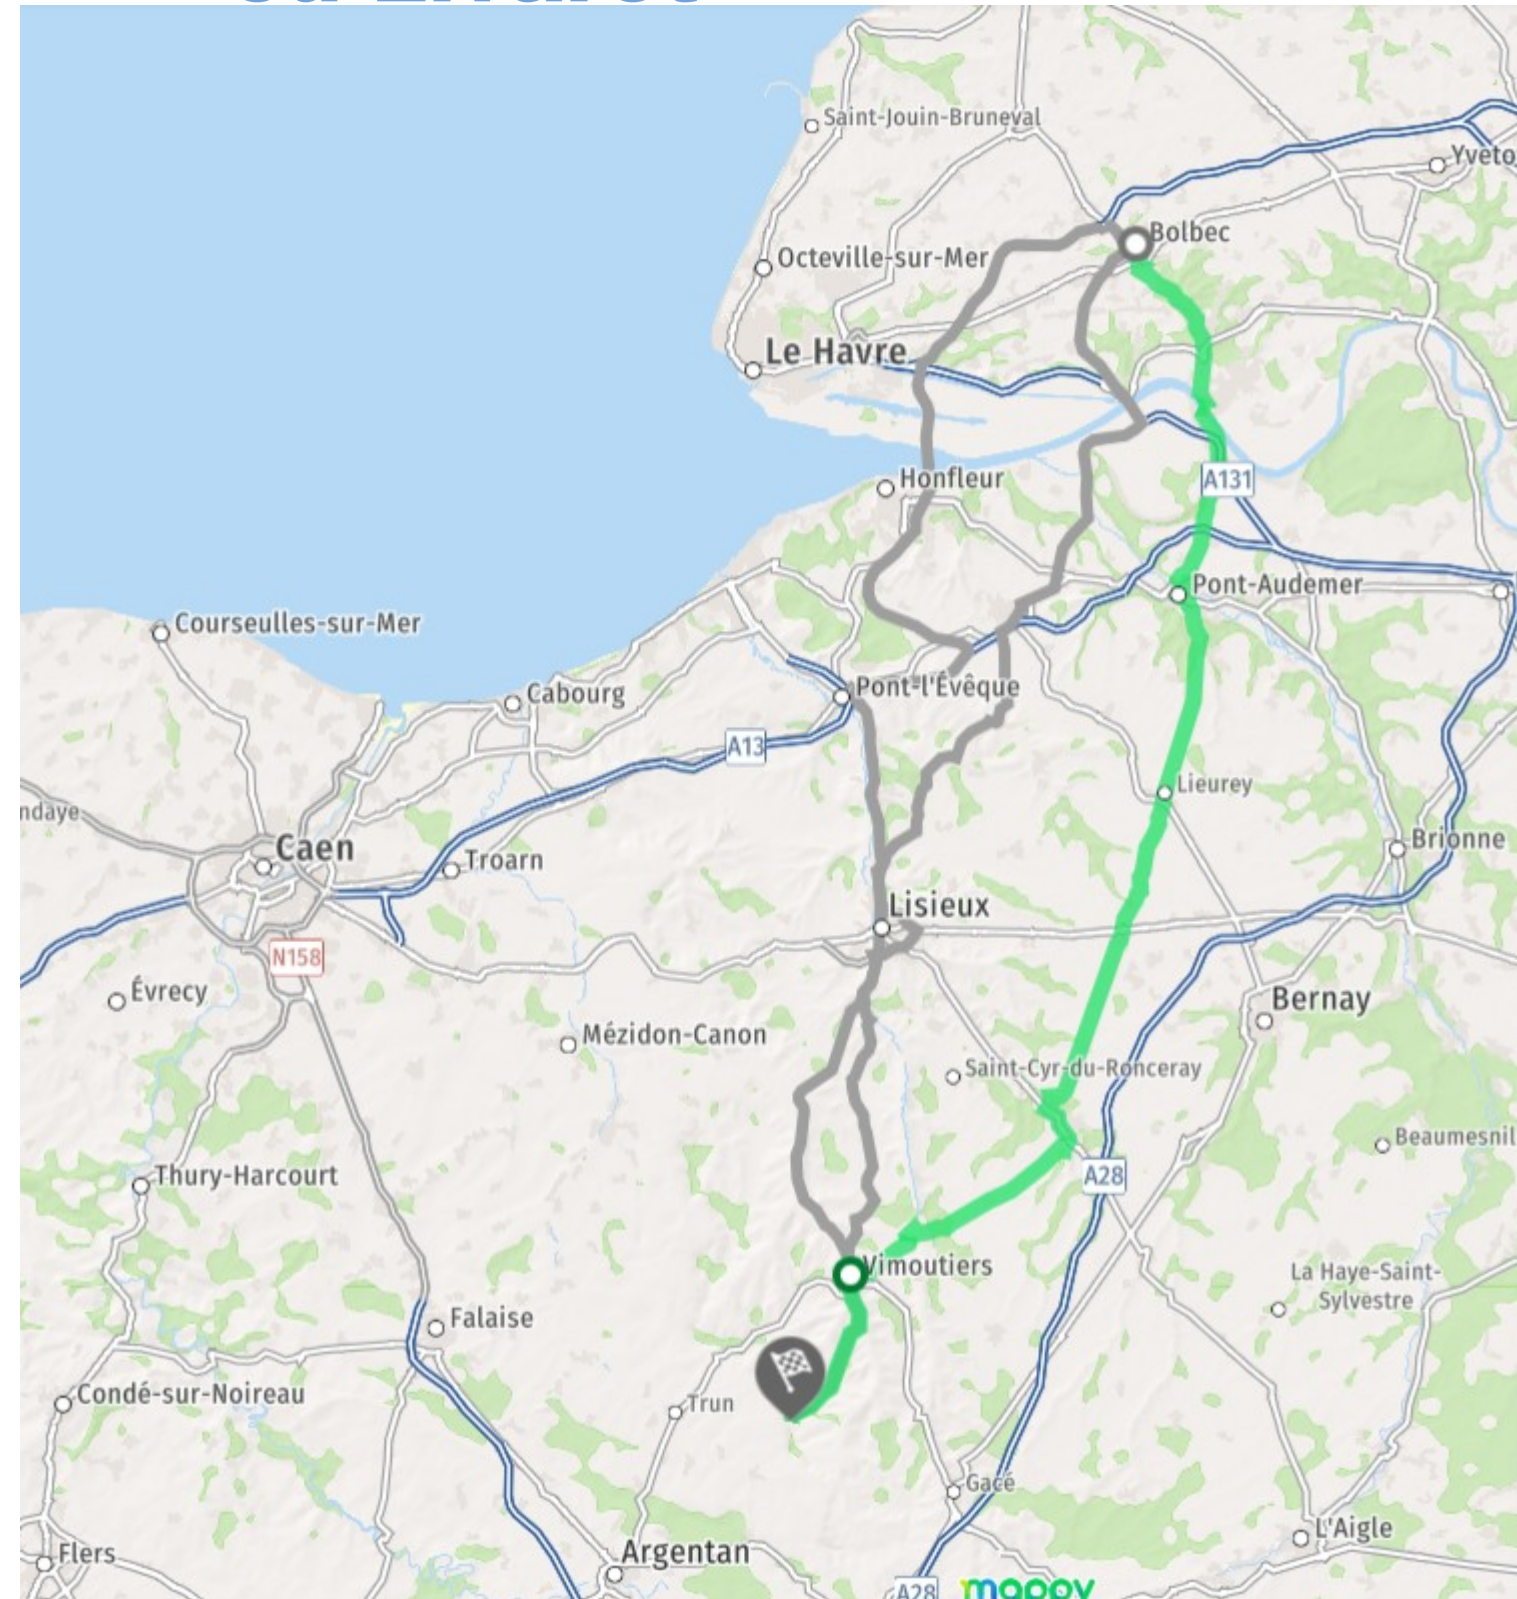 Saint-Jouin-Bruneval
Yveto
Bolbec
Octeville-sur-Mer
Le Havre
Honfleur
A131
Pont-Audemer
Courseulles-sur-Mer
Pont-l'Évêque
Cabourg
A13
Lieurey
ndaye
Caen
Troarn
Brionne
Lisieux
N158
Évrecy
Bernay
Mézidon-Canon
Saint-Cyr-du-Ronceray
Beaumesnil
Thury-Harcourt
A28
Vimoutiers
La Haye-Saint-
Sylvestre
Falaise
Condé-sur-Noireau
Trun
Gacé
L'Aigle
Argentan
Flers
A28
mappy